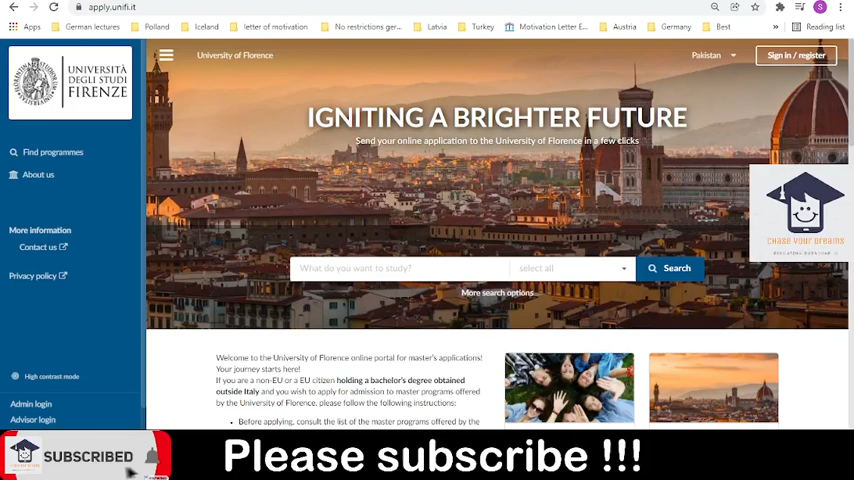 apply.unifi.it
Apps
German lectures
Poland
Iceland
letter of motivation
No restrictions ger...
Latvia
Turkey
Motivation Letter E...
Austria
Germany
Best
»
Reading list
UNIVERSITÀ
DEGLI STUDI
FIRENZE
University of Florence
Pakistan
Sign in / register
IGNITING A BRIGHTER FUTURE
Send your online application to the University of Florence in a few clicks
Find programmes
About us
More information
Contact us
Privacy policy
CHASE YOUR DREAMS
What do you want to study?
select all
Search
More search options...
Welcome to the University of Florence online portal for master's applications!
Your journey starts here!
If you are a non-EU or a EU citizen holding a bachelor's degree obtained
outside Italy and you wish to apply for admission to master programs offered
by the University of Florence, please follow the following instructions:
• Before applying, consult the list of the master programs offered by the
High contrast mode
Admin login
Advisor login
SUBSCRIBED
Please subscribe !!!